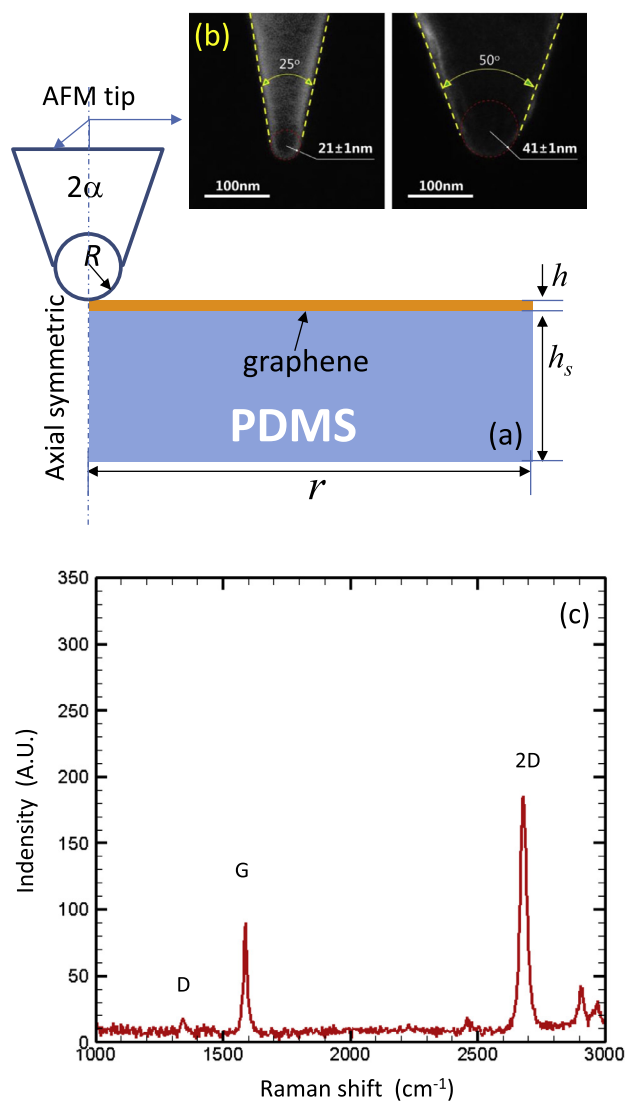 (b)
25°
50°
21±1nm
41±1nm
100nm
100nm
AFM tip
2α
R
h
graphene
h_s
PDMS
(a)
Axial symmetric
r
(c)
350
300
250
200
150
100
50
0
2D
G
D
1000
1500
2000
2500
3000
Indensity (A.U.)
Raman shift (cm⁻¹)